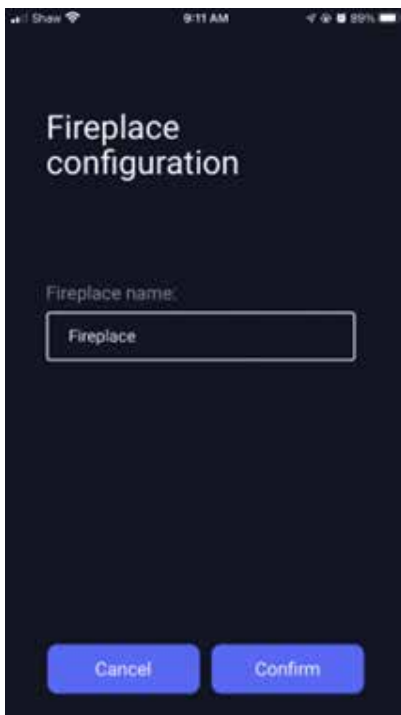 Shaw 9:11 AM 89%
Fireplace
configuration
Fireplace name:
Fireplace
Cancel Confirm